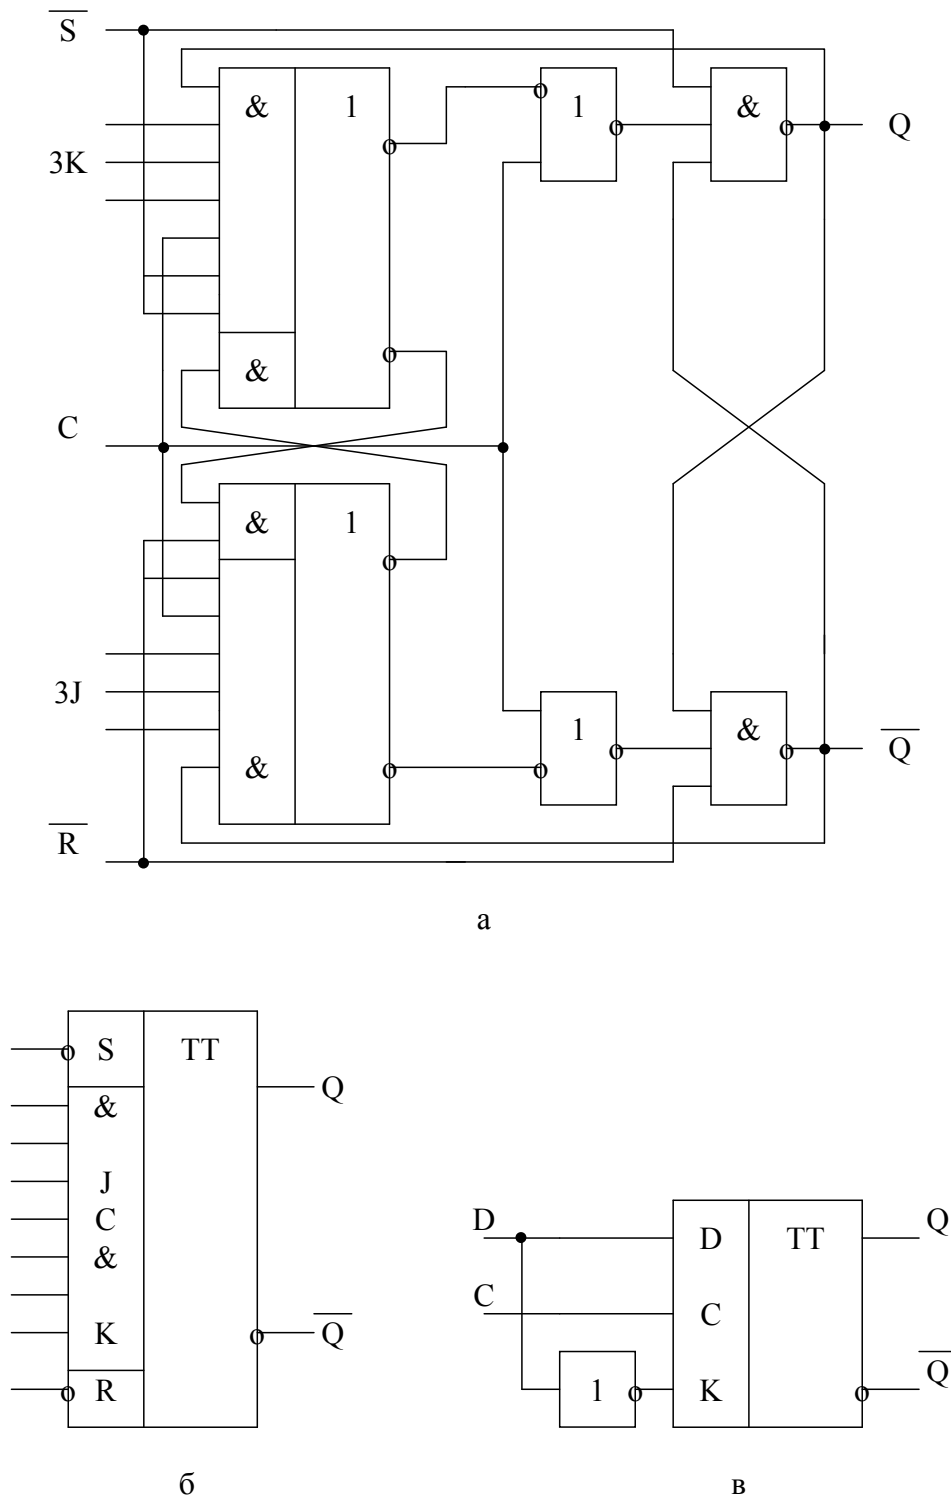 S̅
& 1 1 & Q
3K
&
C
& 1
3J 1 &
& Q̅
R̅
а
S TT
Q
&
J
C
&
K Q̅
R
б
D D TT Q
C C
1 K Q̅
в